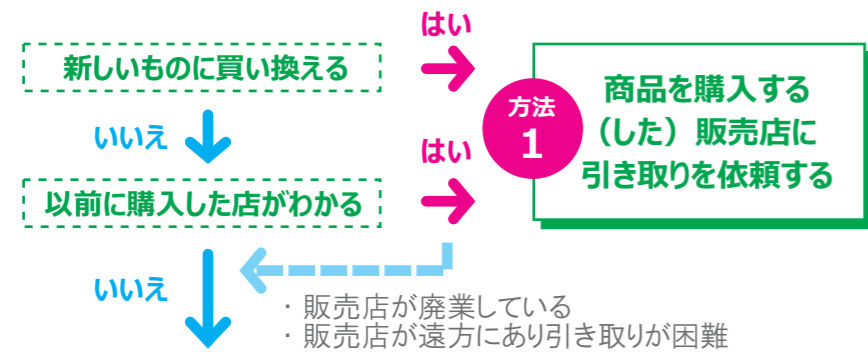 はい
新しいものに買い換える
いいえ
はい
以前に購入した店がわかる
方法
1
商品を購入する
(した)販売店に
引き取りを依頼する
いいえ
・販売店が廃業している
・販売店が遠方にあり引き取りが困難